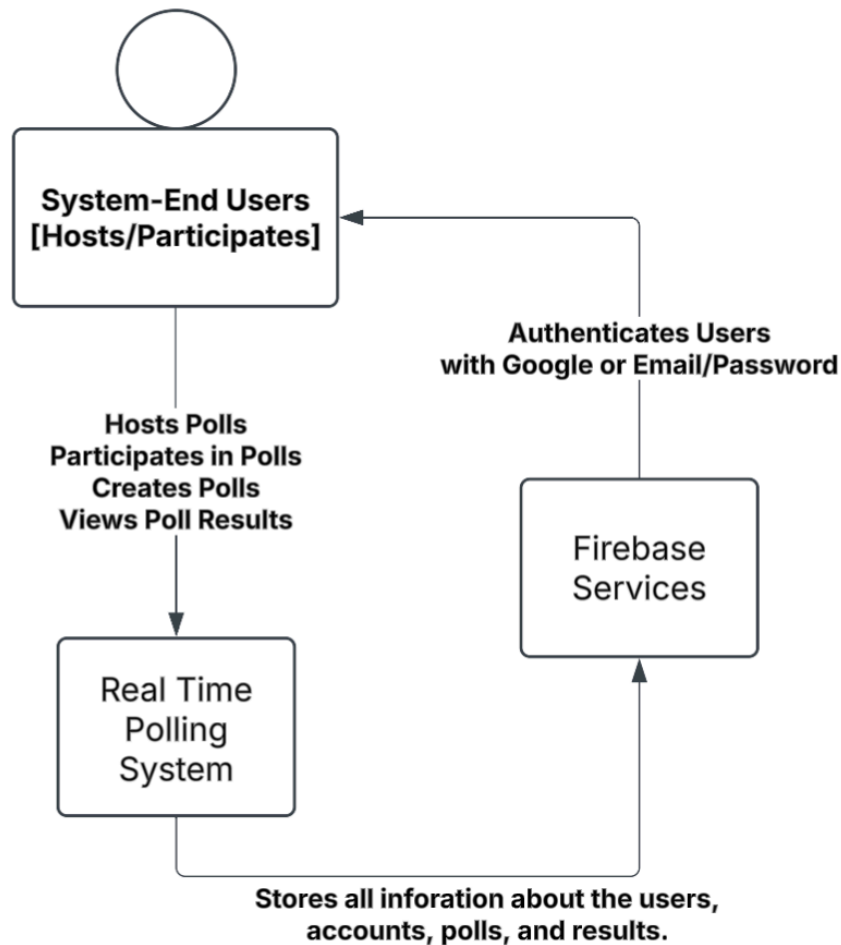 System-End Users
[Hosts/Participates]
Authenticates Users
with Google or Email/Password
Hosts Polls
Participates in Polls
Creates Polls
Views Poll Results
Firebase
Services
Real Time
Polling
System
Stores all inforation about the users,
accounts, polls, and results.